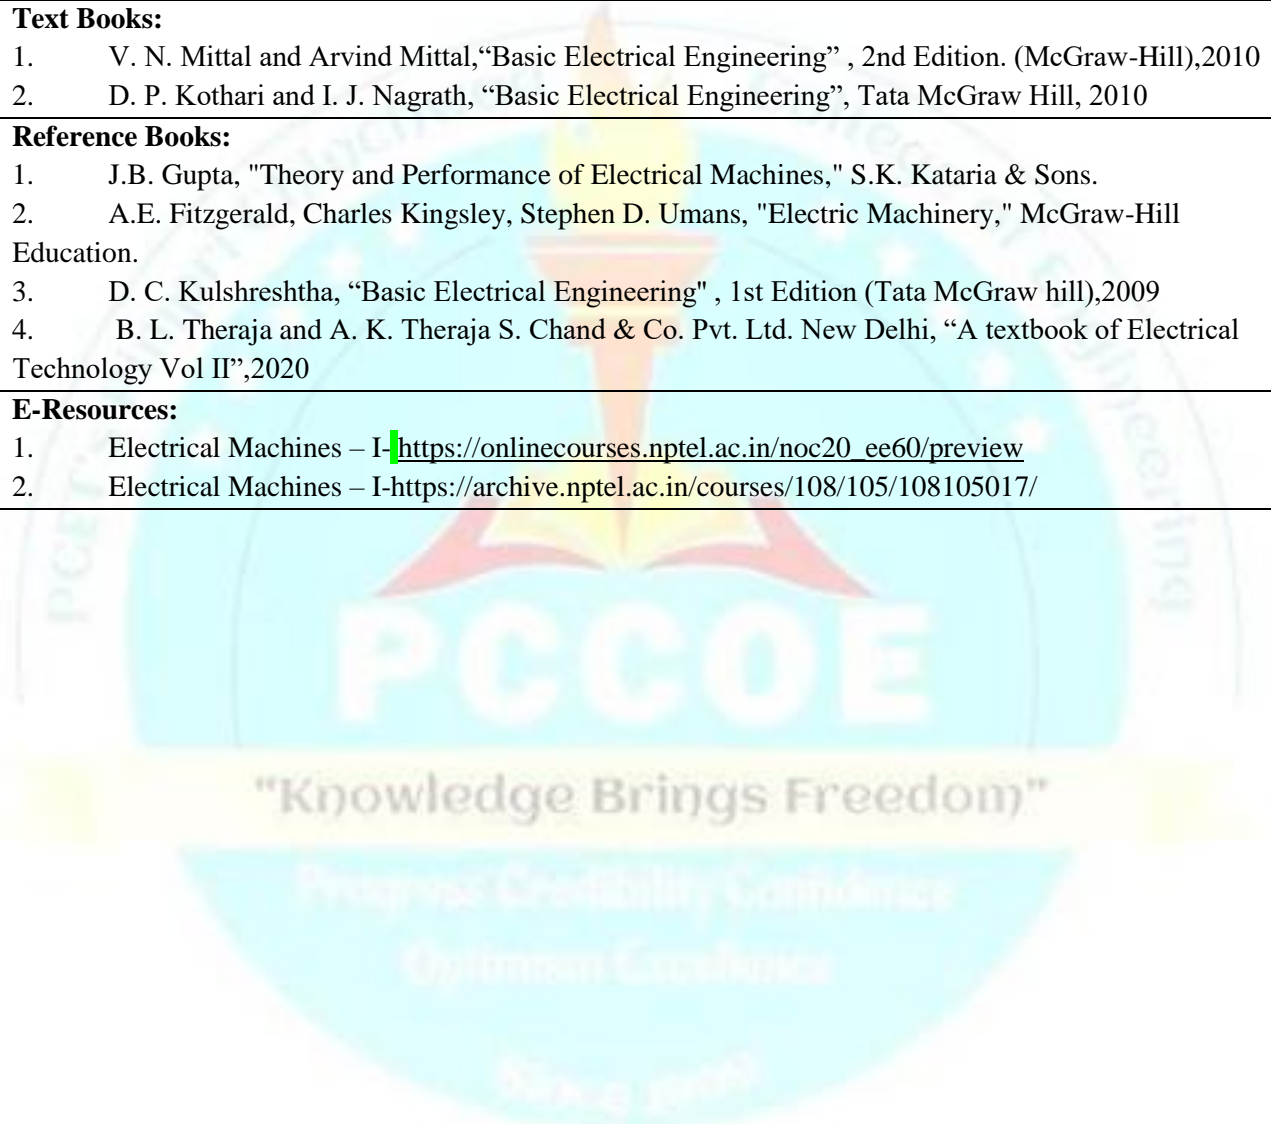 Text Books:
1. V. N. Mittal and Arvind Mittal,“Basic Electrical Engineering” , 2nd Edition. (McGraw-Hill),2010
2. D. P. Kothari and I. J. Nagrath, “Basic Electrical Engineering”, Tata McGraw Hill, 2010
Reference Books:
1. J.B. Gupta, "Theory and Performance of Electrical Machines," S.K. Kataria & Sons.
2. A.E. Fitzgerald, Charles Kingsley, Stephen D. Umans, "Electric Machinery," McGraw-Hill
Education.
3. D. C. Kulshreshtha, “Basic Electrical Engineering" , 1st Edition (Tata McGraw hill),2009
4. B. L. Theraja and A. K. Theraja S. Chand & Co. Pvt. Ltd. New Delhi, “A textbook of Electrical
Technology Vol II”,2020
E-Resources:
1. Electrical Machines – I- https://onlinecourses.nptel.ac.in/noc20_ee60/preview
2. Electrical Machines – I-https://archive.nptel.ac.in/courses/108/105/108105017/
PCCOE
"Knowledge Brings Freedom"
Progress Credibility Confidence
Optimism Excellence